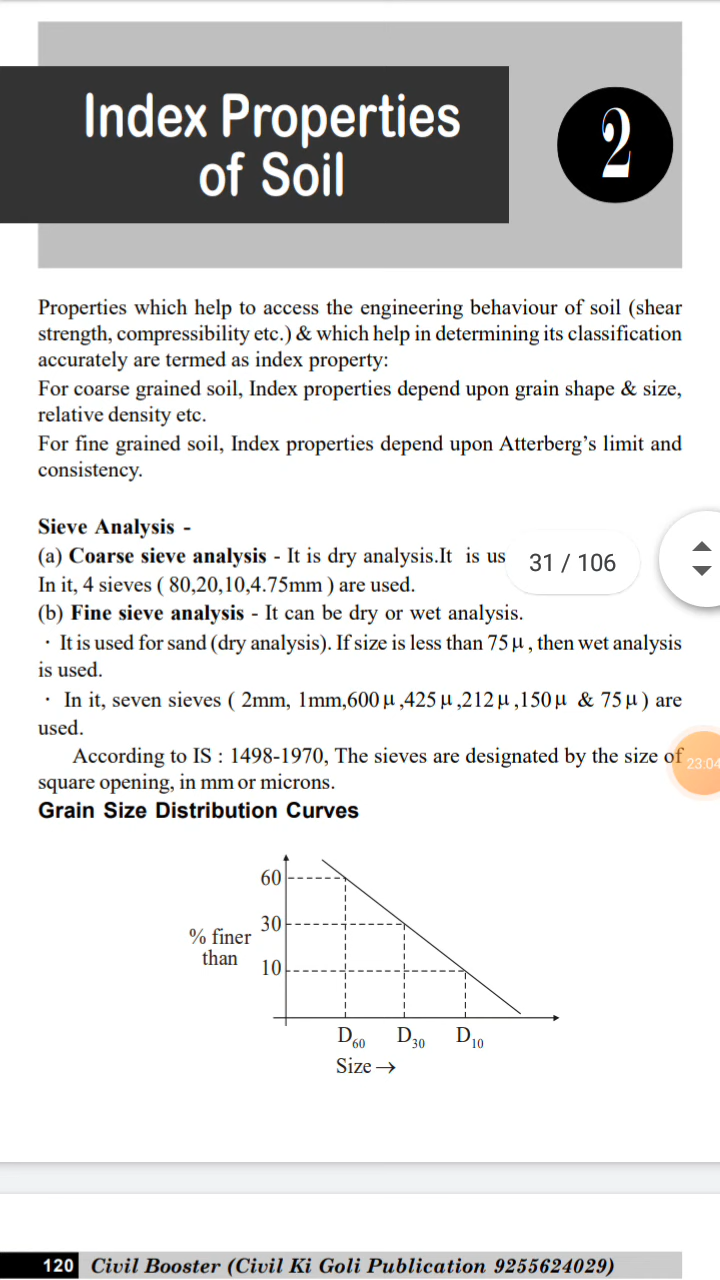 Index Properties
of Soil
2
Properties which help to access the engineering behaviour of soil (shear
strength, compressibility etc.) & which help in determining its classification
accurately are termed as index property:
For coarse grained soil, Index properties depend upon grain shape & size,
relative density etc.
For fine grained soil, Index properties depend upon Atterberg's limit and
consistency.
Sieve Analysis -
(a) Coarse sieve analysis - It is dry analysis.It is us
31 / 106
In it, 4 sieves ( 80,20,10,4.75mm ) are used.
(b) Fine sieve analysis - It can be dry or wet analysis.
· It is used for sand (dry analysis). If size is less than 75 μ , then wet analysis
is used.
· In it, seven sieves ( 2mm, 1mm,600 μ ,425 μ ,212 μ ,150 μ & 75 μ ) are
used.
According to IS : 1498-1970, The sieves are designated by the size of
23:04
square opening, in mm or microns.
Grain Size Distribution Curves
60
30
% finer
than
10
D60 D30 D10
Size →
120 Civil Booster (Civil Ki Goli Publication 9255624029)